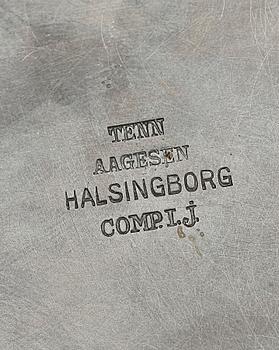 TENN
AAGESEN
HALSINGBORG
COMP. I. J.